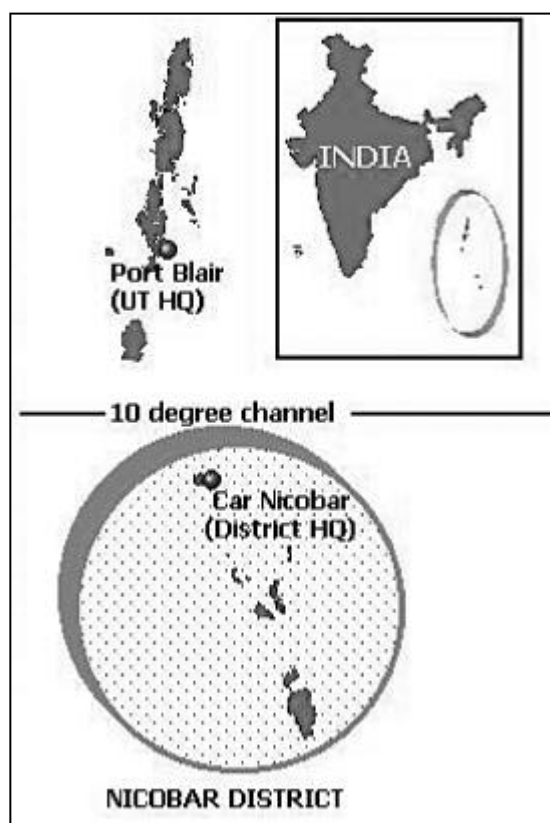 INDIA
Port Blair
(UT HQ)
10 degree channel
Car Nicobar
(District HQ)
NICOBAR DISTRICT